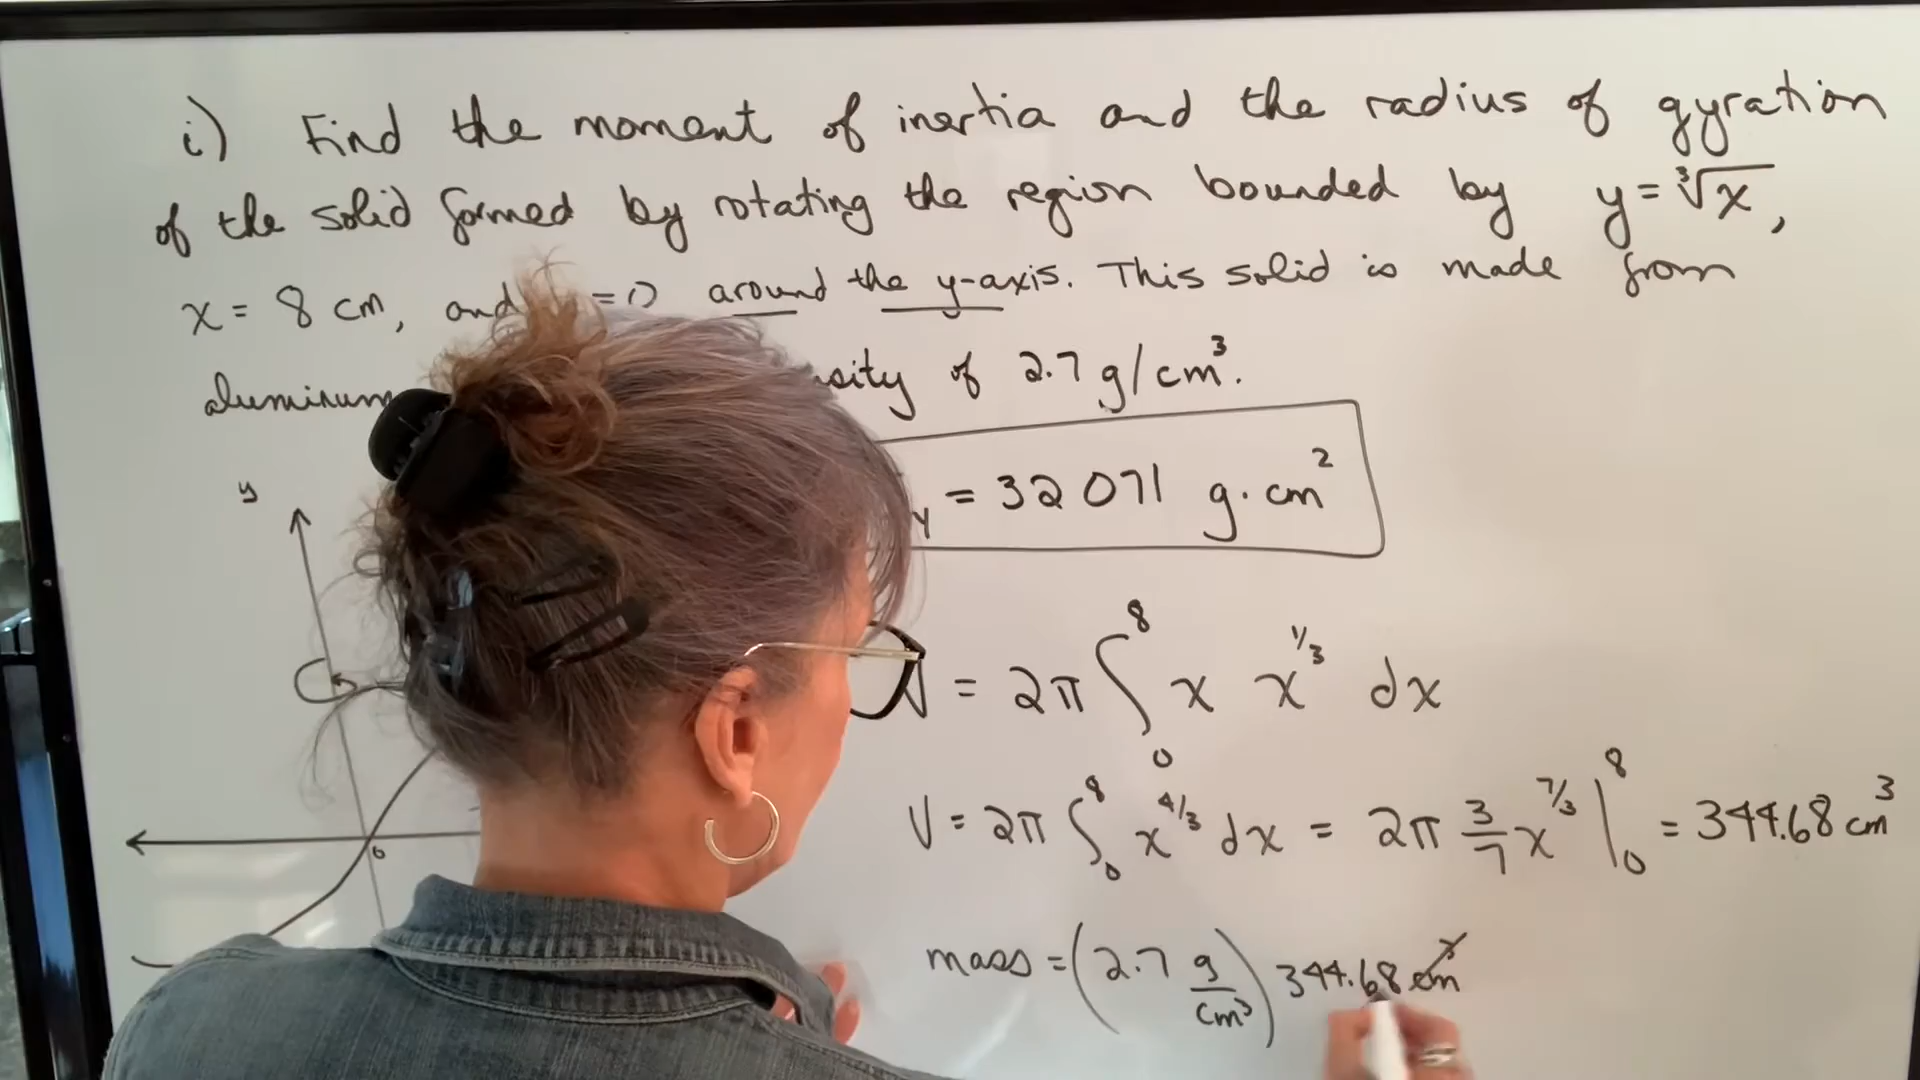 i) Find the moment of inertia and the radius of gyration
of the solid formed by rotating the region bounded by y = ∛x,
x = 8 cm, and =0 around the y-axis. This solid is made from
aluminum of 2.7 g/cm³.
y = 32071 g·cm²
y
0
V = 2π ∫₀⁸ x x^{1/3} dx
V = 2π ∫₀⁸ x^{4/3} dx = 2π 3/7 x^{7/3} |₀⁸ = 344.68 cm³
mass = (2.7 g/cm³) 344.68 cm³